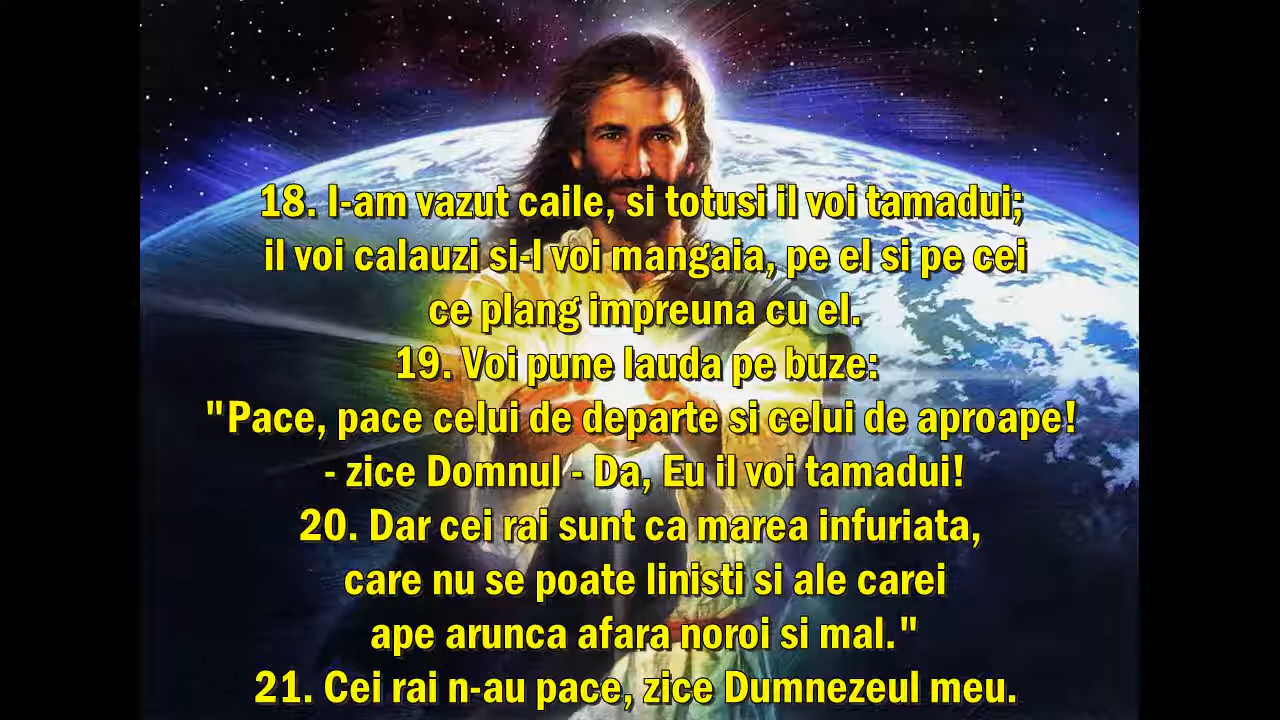 18. I-am vazut caile, si totusi il voi tamadui;
il voi calauzi si-l voi mangaia, pe el si pe cei
ce plang impreuna cu el.
19. Voi pune lauda pe buze:
"Pace, pace celui de departe si celui de aproape!
- zice Domnul - Da, Eu il voi tamadui!
20. Dar cei rai sunt ca marea infuriata,
care nu se poate linisti si ale carei
ape arunca afara noroi si mal."
21. Cei rai n-au pace, zice Dumnezeul meu.